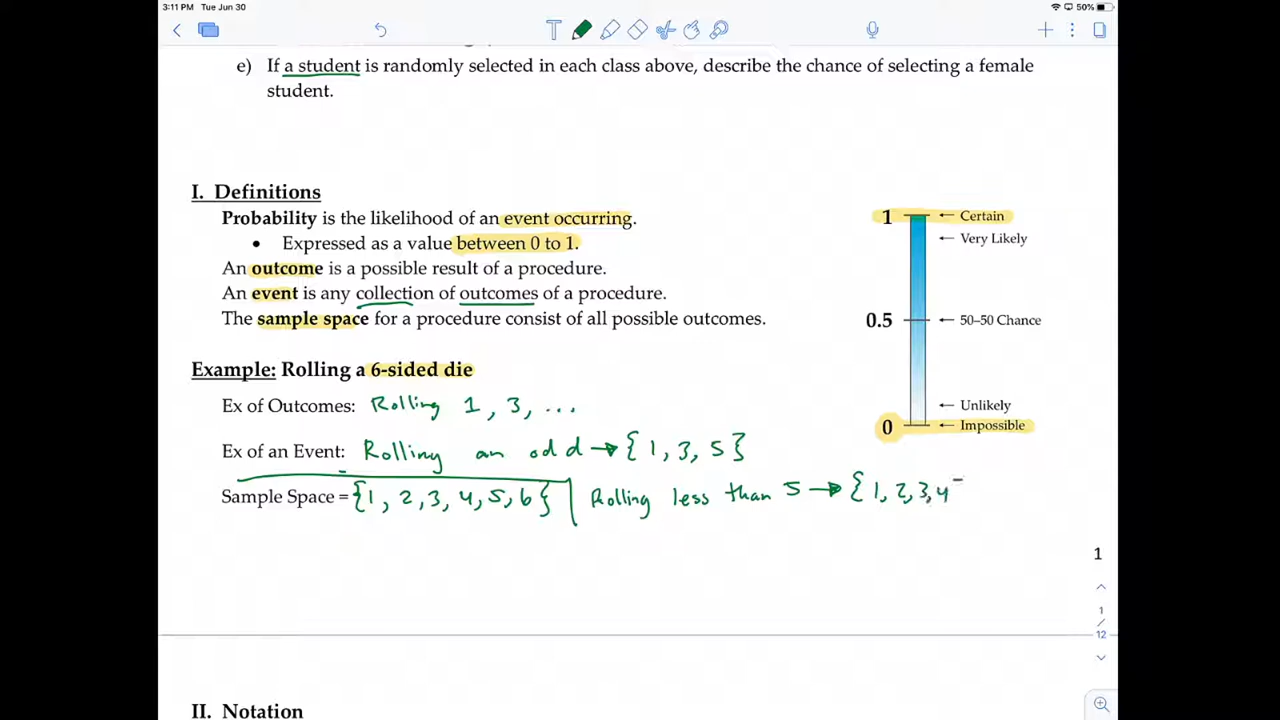 3:11 PM Tue Jun 30
50%
e) If a student is randomly selected in each class above, describe the chance of selecting a female
student.
I. Definitions
Probability is the likelihood of an event occurring.
• Expressed as a value between 0 to 1.
An outcome is a possible result of a procedure.
An event is any collection of outcomes of a procedure.
The sample space for a procedure consist of all possible outcomes.
1 ← Certain
← Very Likely
0.5 ← 50–50 Chance
← Unlikely
0 ← Impossible
Example: Rolling a 6-sided die
Ex of Outcomes: Rolling 1, 3, ...
Ex of an Event: Rolling an odd → {1, 3, 5}
Sample Space = {1, 2, 3, 4, 5, 6} | Rolling less than 5 → {1, 2, 3, 4
1
1
/
12
II. Notation